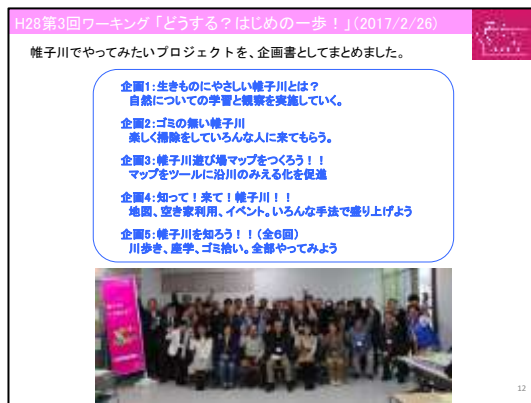 H28第3回ワーキング「どうする？はじめの一歩！」(2017/2/26)
帷子川でやってみたいプロジェクトを、企画書としてまとめました。
企画1：生きものにやさしい帷子川とは？
自然についての学習と観察を実施していく。
企画2：ゴミの無い帷子川
楽しく掃除をしていろんな人に来てもらう。
企画3：帷子川遊び場マップをつくろう！！
マップをツールに沿川のみえる化を促進
企画4：知って！来て！帷子川！！
地図、空き家利用、イベント。いろんな手法で盛り上げよう
企画5：帷子川を知ろう！！（全6回）
川歩き、座学、ゴミ拾い。全部やってみよう
12